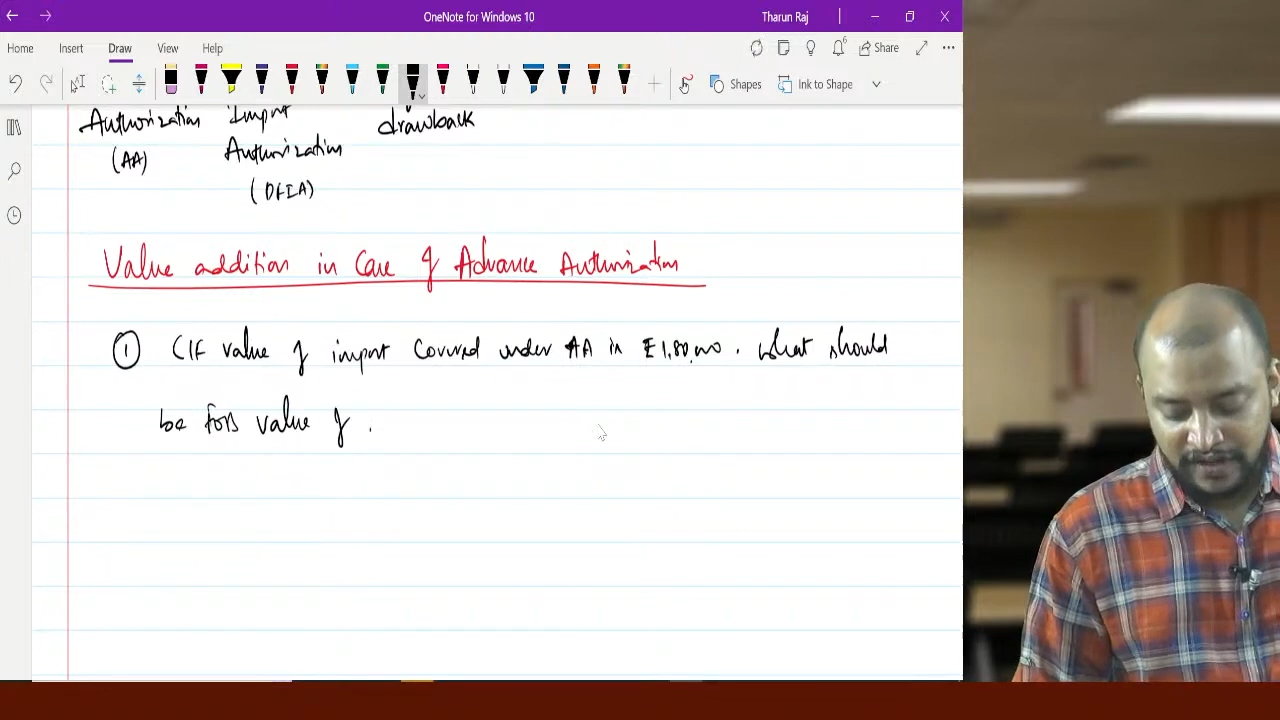 OneNote for Windows 10
Tharun Raj
Home Insert Draw View Help
6 Share
Shapes Ink to Shape
Authorization Import drawback
(AA) Authorization
(DFIA)
Value addition in Case of Advance Authorization
① CIF value of import Covered under AA is ₹1,80,000. What should
be FOB value of .